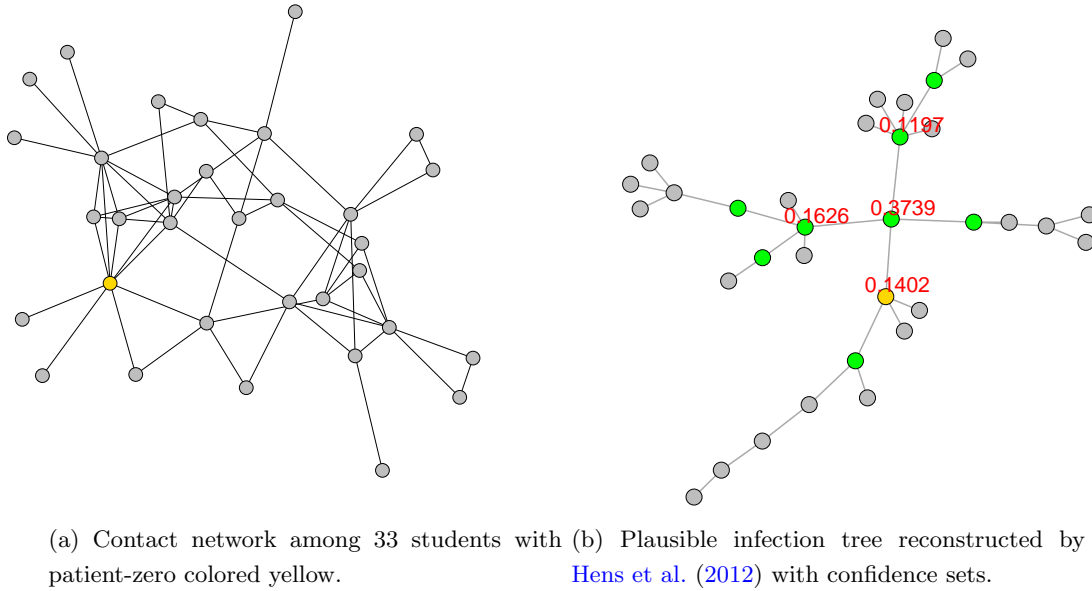 0.1197
0.1626
0.3739
0.1402
(a) Contact network among 33 students with
patient-zero colored yellow.
(b) Plausible infection tree reconstructed by
Hens et al. (2012) with confidence sets.